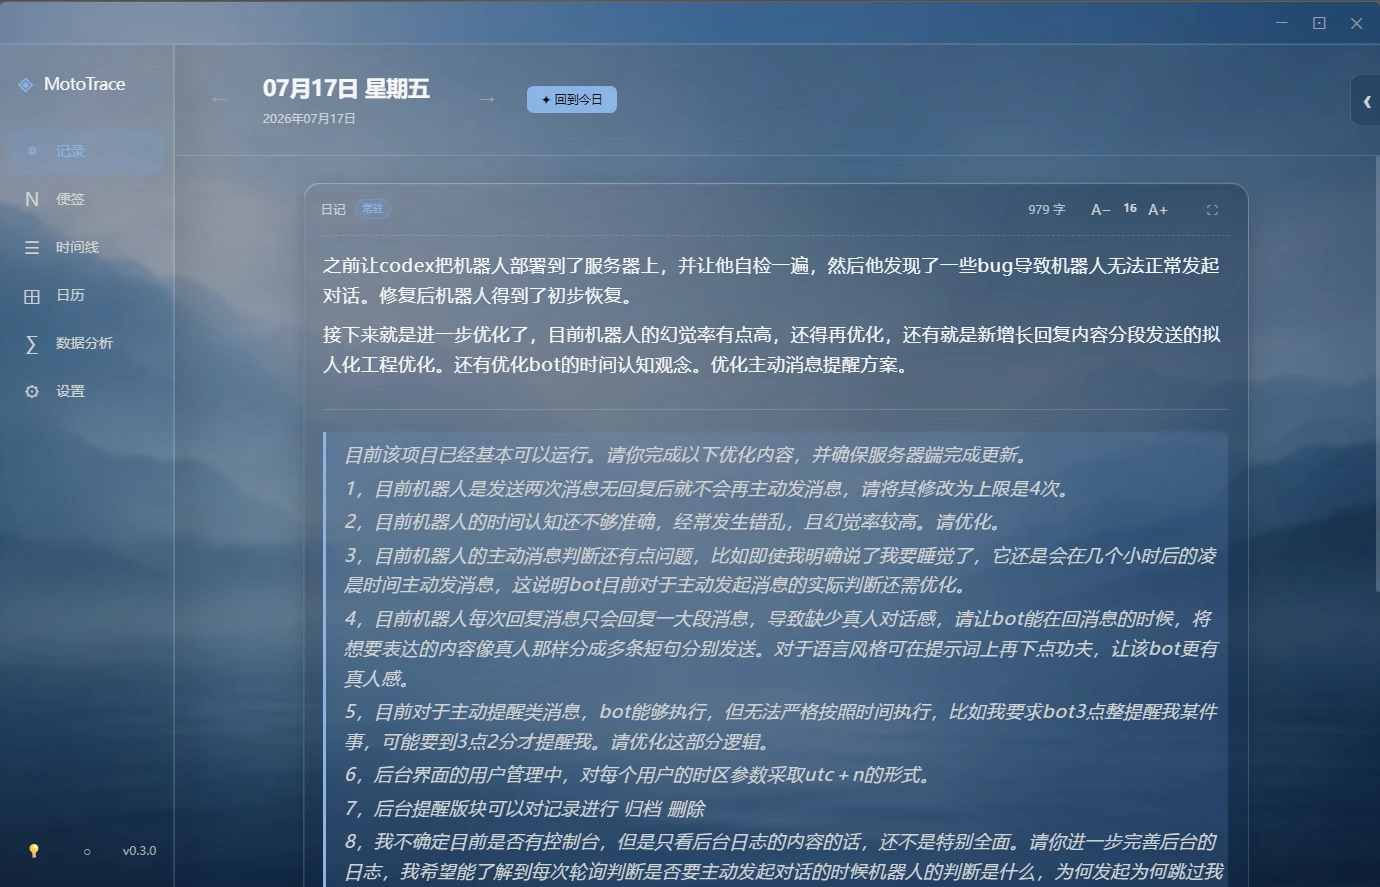 MotoTrace
记录
便签
时间线
日历
数据分析
设置
v0.3.0
07月17日 星期五
2026年07月17日
回到今日
日记 常驻
979 字 A− 16 A+
之前让codex把机器人部署到了服务器上，并让他自检一遍，然后他发现了一些bug导致机器人无法正常发起
对话。修复后机器人得到了初步恢复。
接下来就是进一步优化了，目前机器人的幻觉率有点高，还得再优化，还有就是新增长回复内容分段发送的拟
人化工程优化。还有优化bot的时间认知观念。优化主动消息提醒方案。
目前该项目已经基本可以运行。请你完成以下优化内容，并确保服务器端完成更新。
1，目前机器人是发送两次消息无回复后就不会再主动发消息，请将其修改为上限是4次。
2，目前机器人的时间认知还不够准确，经常发生错乱，且幻觉率较高。请优化。
3，目前机器人的主动消息判断还有点问题，比如即使我明确说了我要睡觉了，它还是会在几个小时后的凌
晨时间主动发消息，这说明bot目前对于主动发起消息的实际判断还需优化。
4，目前机器人每次回复消息只会回复一大段消息，导致缺少真人对话感，请让bot能在回消息的时候，将
想要表达的内容像真人那样分成多条短句分别发送。对于语言风格可在提示词上再下点功夫，让该bot更有
真人感。
5，目前对于主动提醒类消息，bot能够执行，但无法严格按照时间执行，比如我要求bot3点整提醒我某件
事，可能要到3点2分才提醒我。请优化这部分逻辑。
6，后台界面的用户管理中，对每个用户的时区参数采取utc＋n的形式。
7，后台提醒版块可以对记录进行 归档 删除
8，我不确定目前是否有控制台，但是只看后台日志的内容的话，还不是特别全面。请你进一步完善后台的
日志，我希望能了解到每次轮询判断是否要主动发起对话的时候机器人的判断是什么，为何发起为何跳过我